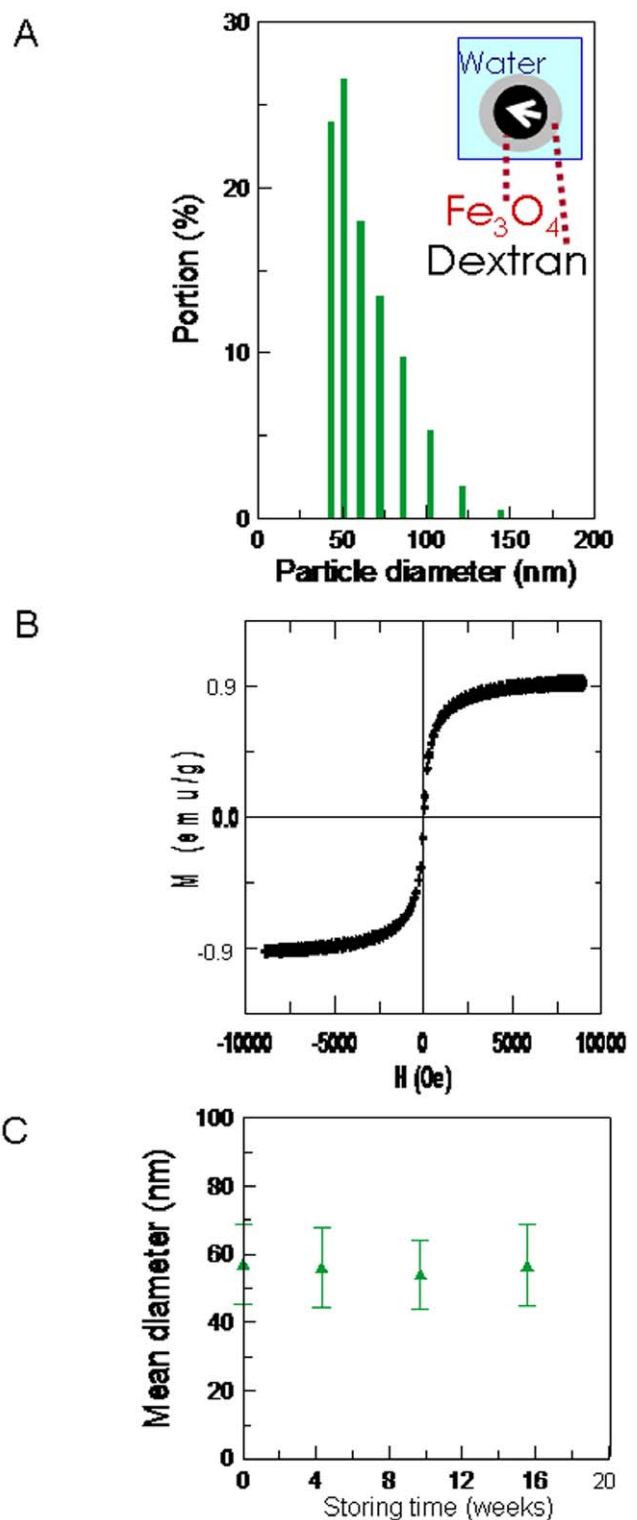 A
30
20
10
0
Portion (%)
Water
Fe₃O₄
Dextran
0 50 100 150 200
Particle diameter (nm)
B
0.9
0.0
-0.9
M (emu/g)
-10000 -5000 0 5000 10000
H (Oe)
C
100
80
60
40
20
0
Mean diameter (nm)
0 4 8 12 16 20
Storing time (weeks)